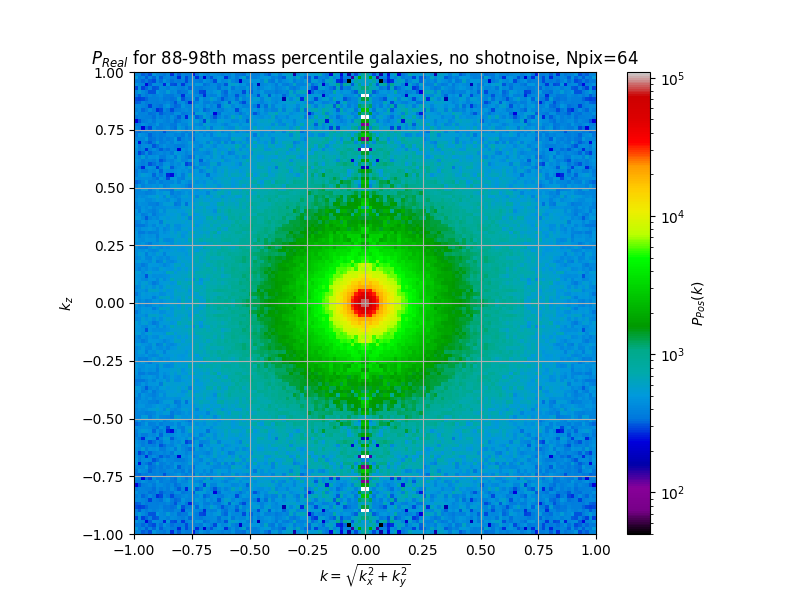 P_Real for 88-98th mass percentile galaxies, no shotnoise, Npix=64
1.00
0.75
0.50
0.25
0.00
−0.25
−0.50
−0.75
−1.00
k_z
−1.00 −0.75 −0.50 −0.25 0.00 0.25 0.50 0.75 1.00
k = √(k_x^2 + k_y^2)
10^5
10^4
10^3
10^2
P_Pos(k)